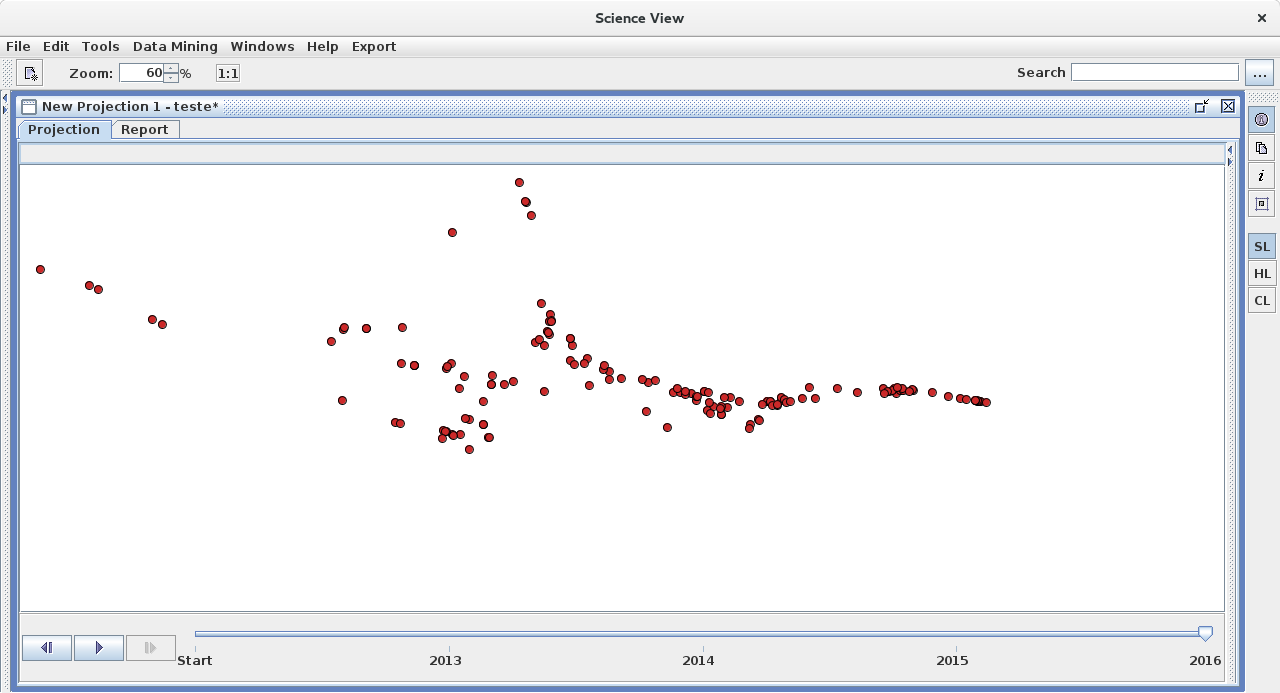 Science View
File Edit Tools Data Mining Windows Help Export
Zoom: 60 % 1:1 Search ...
New Projection 1 - teste*
Projection Report
i
SL
HL
CL
Start 2013 2014 2015 2016